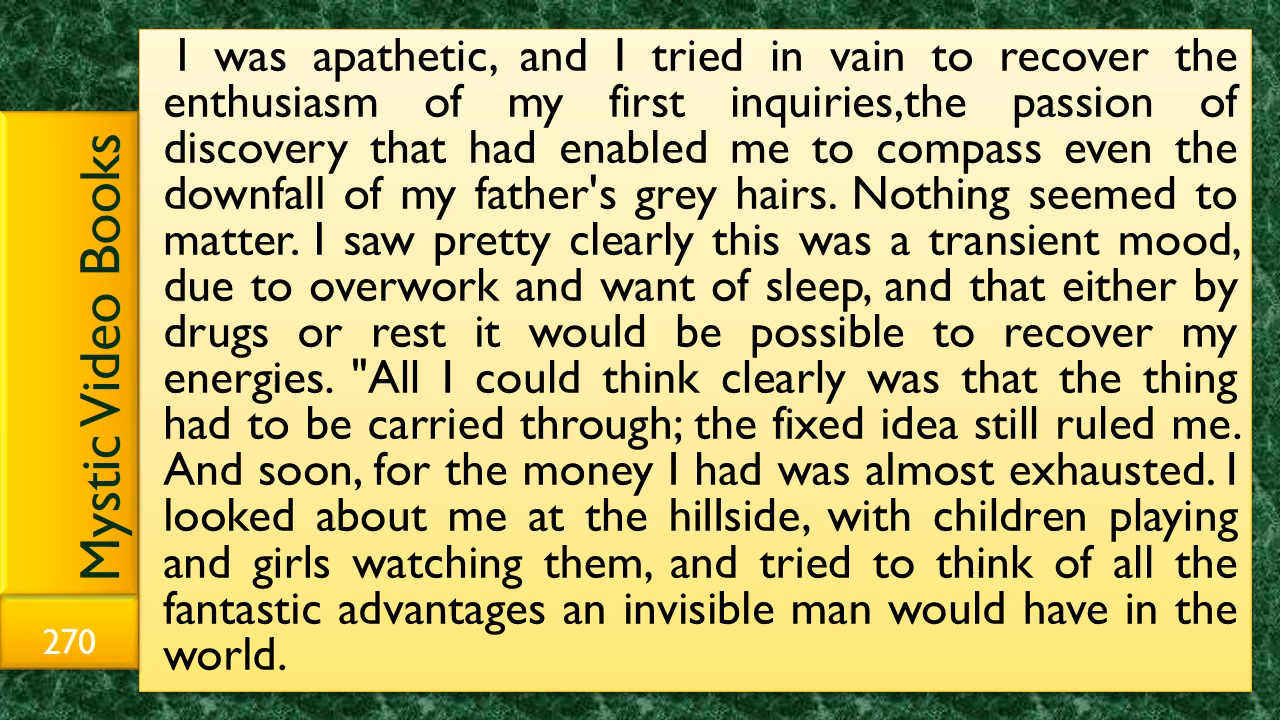 I was apathetic, and I tried in vain to recover the
enthusiasm of my first inquiries,the passion of
discovery that had enabled me to compass even the
downfall of my father's grey hairs. Nothing seemed to
matter. I saw pretty clearly this was a transient mood,
due to overwork and want of sleep, and that either by
drugs or rest it would be possible to recover my
energies. "All I could think clearly was that the thing
had to be carried through; the fixed idea still ruled me.
And soon, for the money I had was almost exhausted. I
looked about me at the hillside, with children playing
and girls watching them, and tried to think of all the
fantastic advantages an invisible man would have in the
world.
Mystic Video Books
270